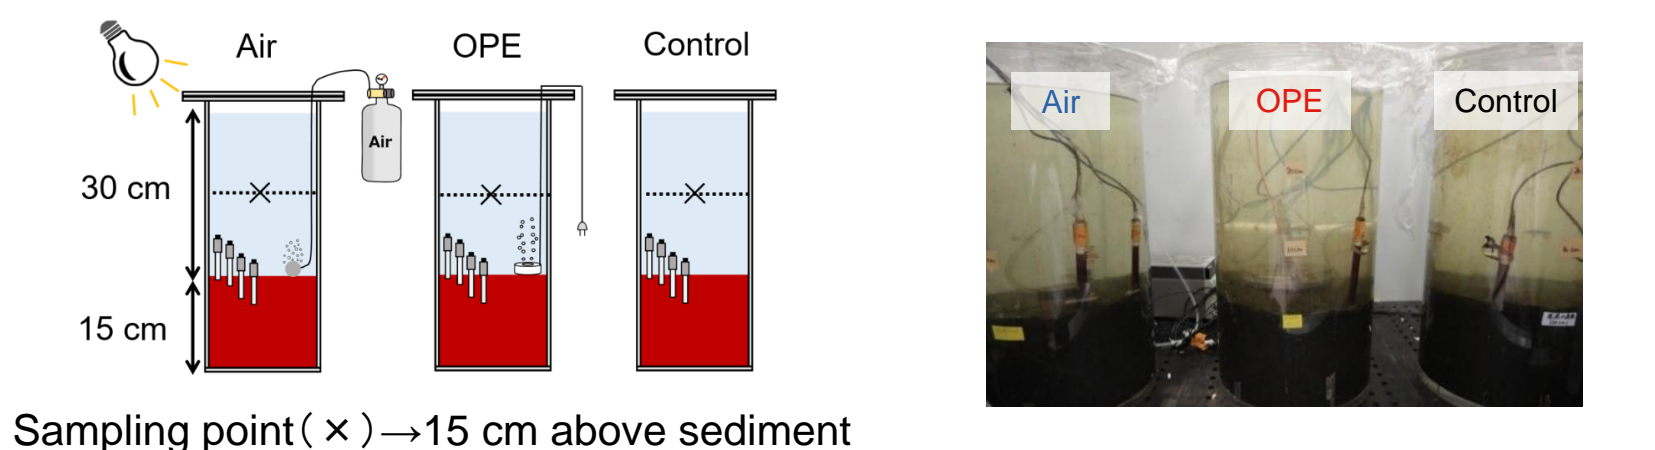 Air
OPE
Control
Air
30 cm
15 cm
Sampling point(×)→15 cm above sediment
Air
OPE
Control